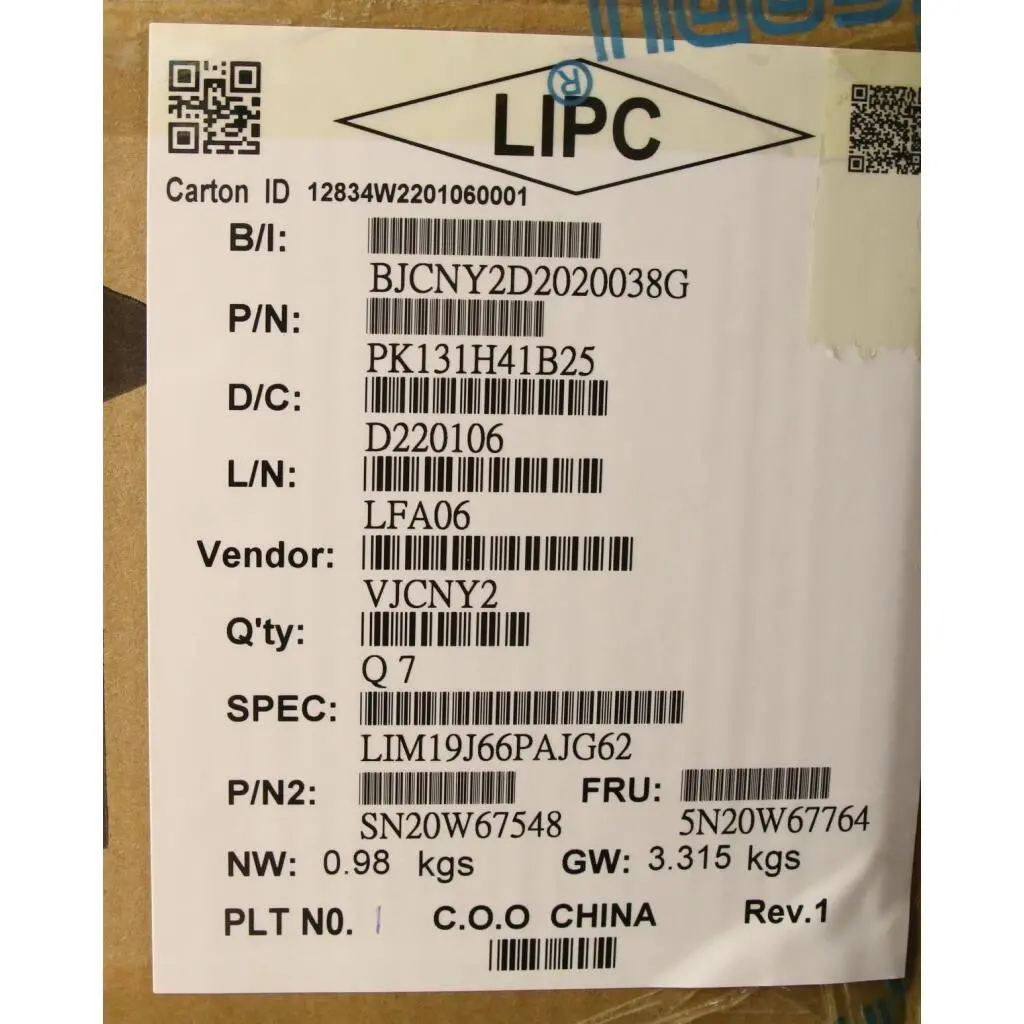 ®
LIPC
Carton ID 12834W2201060001
B/I:
BJCNY2D2020038G
P/N:
PK131H41B25
D/C:
D220106
L/N:
LFA06
Vendor:
VJCNY2
Q'ty:
Q 7
SPEC:
LIM19J66PAJG62
P/N2: FRU:
SN20W67548 5N20W67764
NW: 0.98 kgs GW: 3.315 kgs
PLT N0. 1 C.O.O CHINA Rev.1